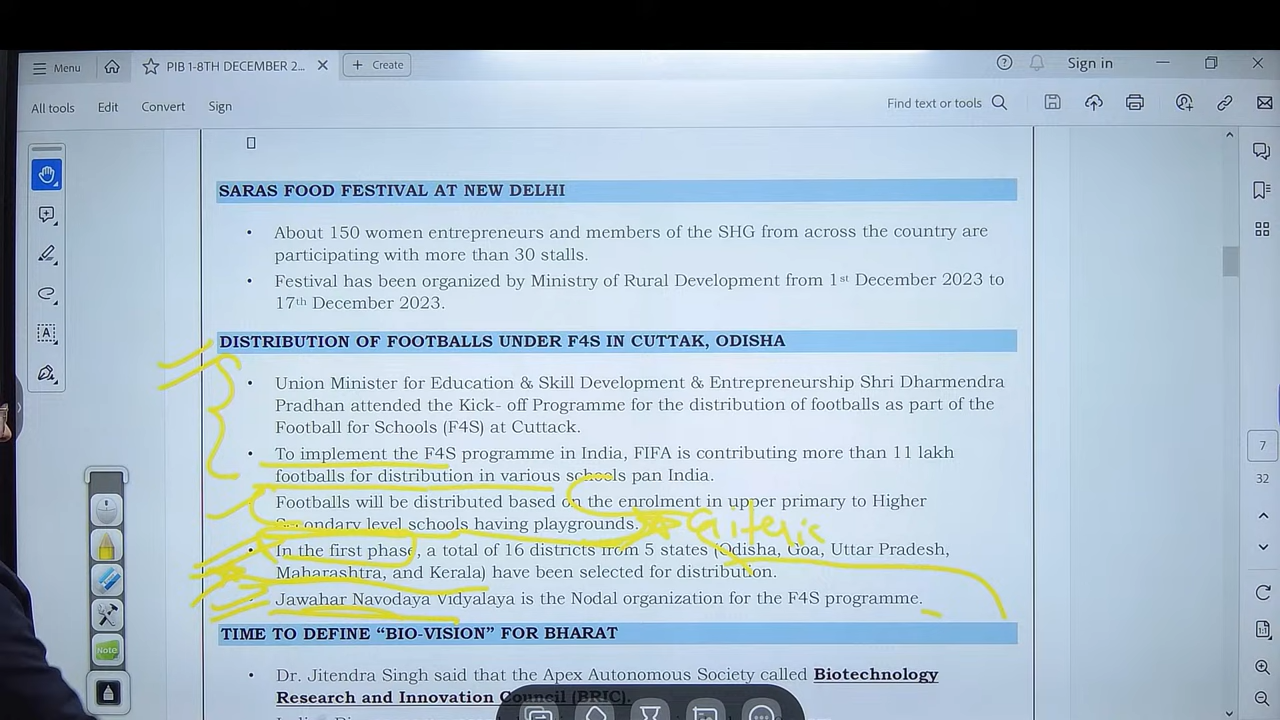 Menu
PIB 1-8TH DECEMBER 2...
Create
Sign in
All tools
Edit
Convert
Sign
Find text or tools
SARAS FOOD FESTIVAL AT NEW DELHI
• About 150 women entrepreneurs and members of the SHG from across the country are
participating with more than 30 stalls.
• Festival has been organized by Ministry of Rural Development from 1st December 2023 to
17th December 2023.
DISTRIBUTION OF FOOTBALLS UNDER F4S IN CUTTAK, ODISHA
• Union Minister for Education & Skill Development & Entrepreneurship Shri Dharmendra
Pradhan attended the Kick- off Programme for the distribution of footballs as part of the
Football for Schools (F4S) at Cuttack.
• To implement the F4S programme in India, FIFA is contributing more than 11 lakh
footballs for distribution in various schools pan India.
Footballs will be distributed based on the enrolment in upper primary to Higher
Secondary level schools having playgrounds.
Criteria
• In the first phase, a total of 16 districts from 5 states (Odisha, Goa, Uttar Pradesh,
Maharashtra, and Kerala) have been selected for distribution.
Jawahar Navodaya Vidyalaya is the Nodal organization for the F4S programme.
TIME TO DEFINE “BIO-VISION” FOR BHARAT
• Dr. Jitendra Singh said that the Apex Autonomous Society called Biotechnology
Research and Innovation Council (BRIC).
7
32
Note